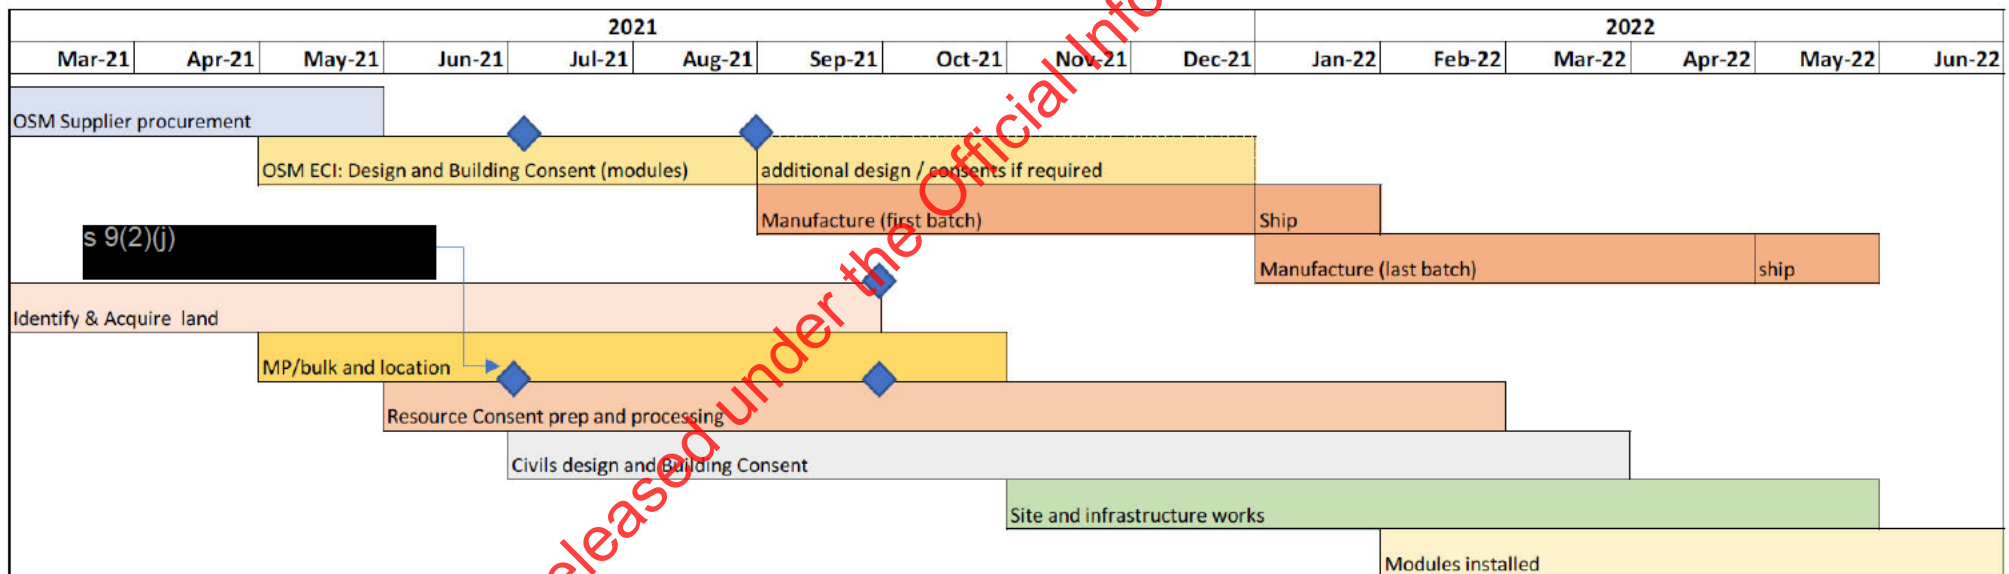 2021 2022
Mar-21 Apr-21 May-21 Jun-21 Jul-21 Aug-21 Sep-21 Oct-21 Nov-21 Dec-21 Jan-22 Feb-22 Mar-22 Apr-22 May-22 Jun-22
OSM Supplier procurement
OSM ECI: Design and Building Consent (modules) additional design / consents if required
Manufacture (first batch) Ship
s 9(2)(j)
Manufacture (last batch) ship
Identify & Acquire land
MP/bulk and location
Resource Consent prep and processing
Civils design and Building Consent
Site and infrastructure works
Modules installed
eleased under the Official Info